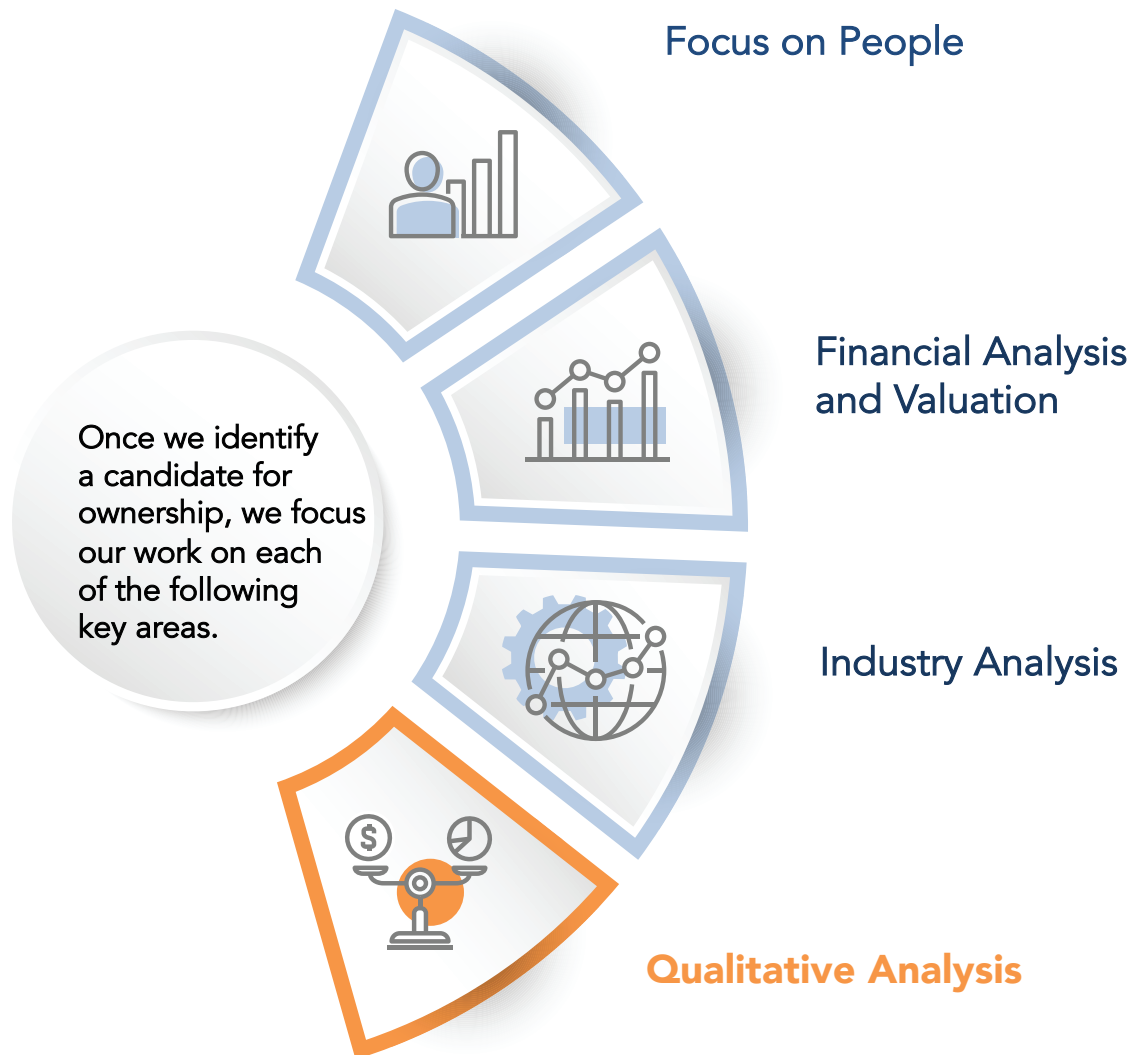 Focus on People
Financial Analysis
and Valuation
Once we identify
a candidate for
ownership, we focus
our work on each
of the following
key areas.
Industry Analysis
$
Qualitative Analysis